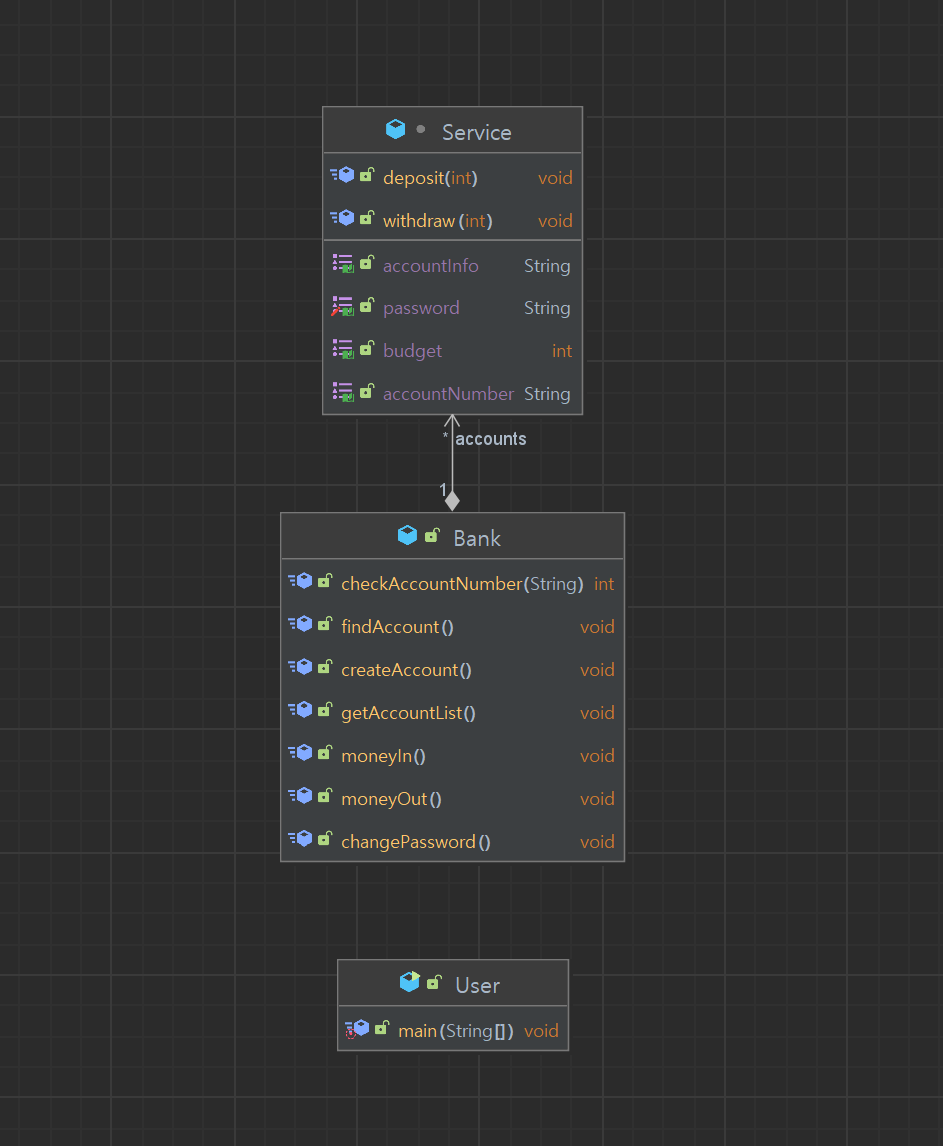 Service
deposit(int) void
withdraw(int) void
accountInfo String
password String
budget int
accountNumber String
* accounts
1
Bank
checkAccountNumber(String) int
findAccount() void
createAccount() void
getAccountList() void
moneyIn() void
moneyOut() void
changePassword() void
User
main(String[]) void